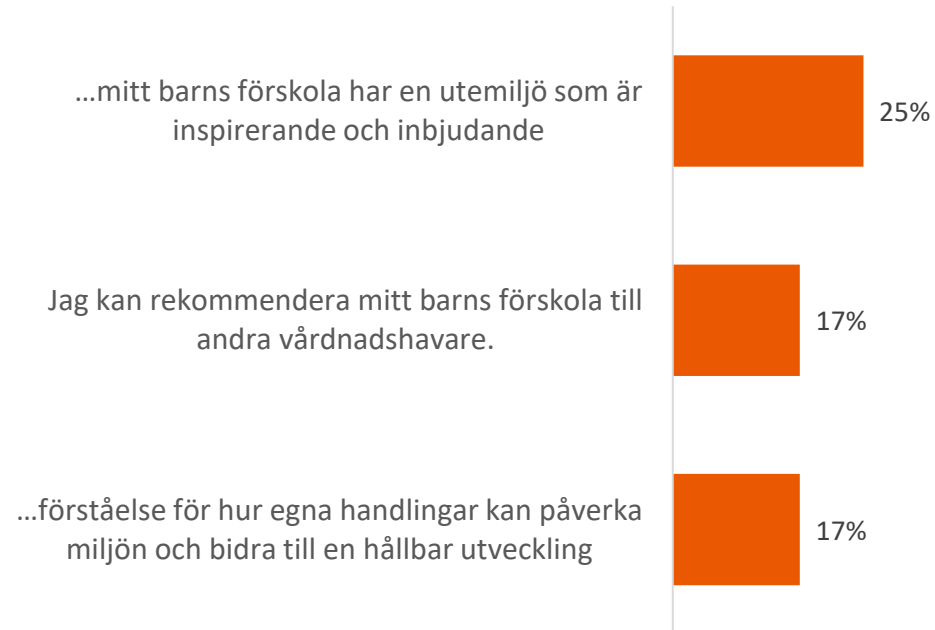 ...mitt barns förskola har en utemiljö som är
inspirerande och inbjudande
25%
Jag kan rekommendera mitt barns förskola till
andra vårdnadshavare.
17%
...förståelse för hur egna handlingar kan påverka
miljön och bidra till en hållbar utveckling
17%